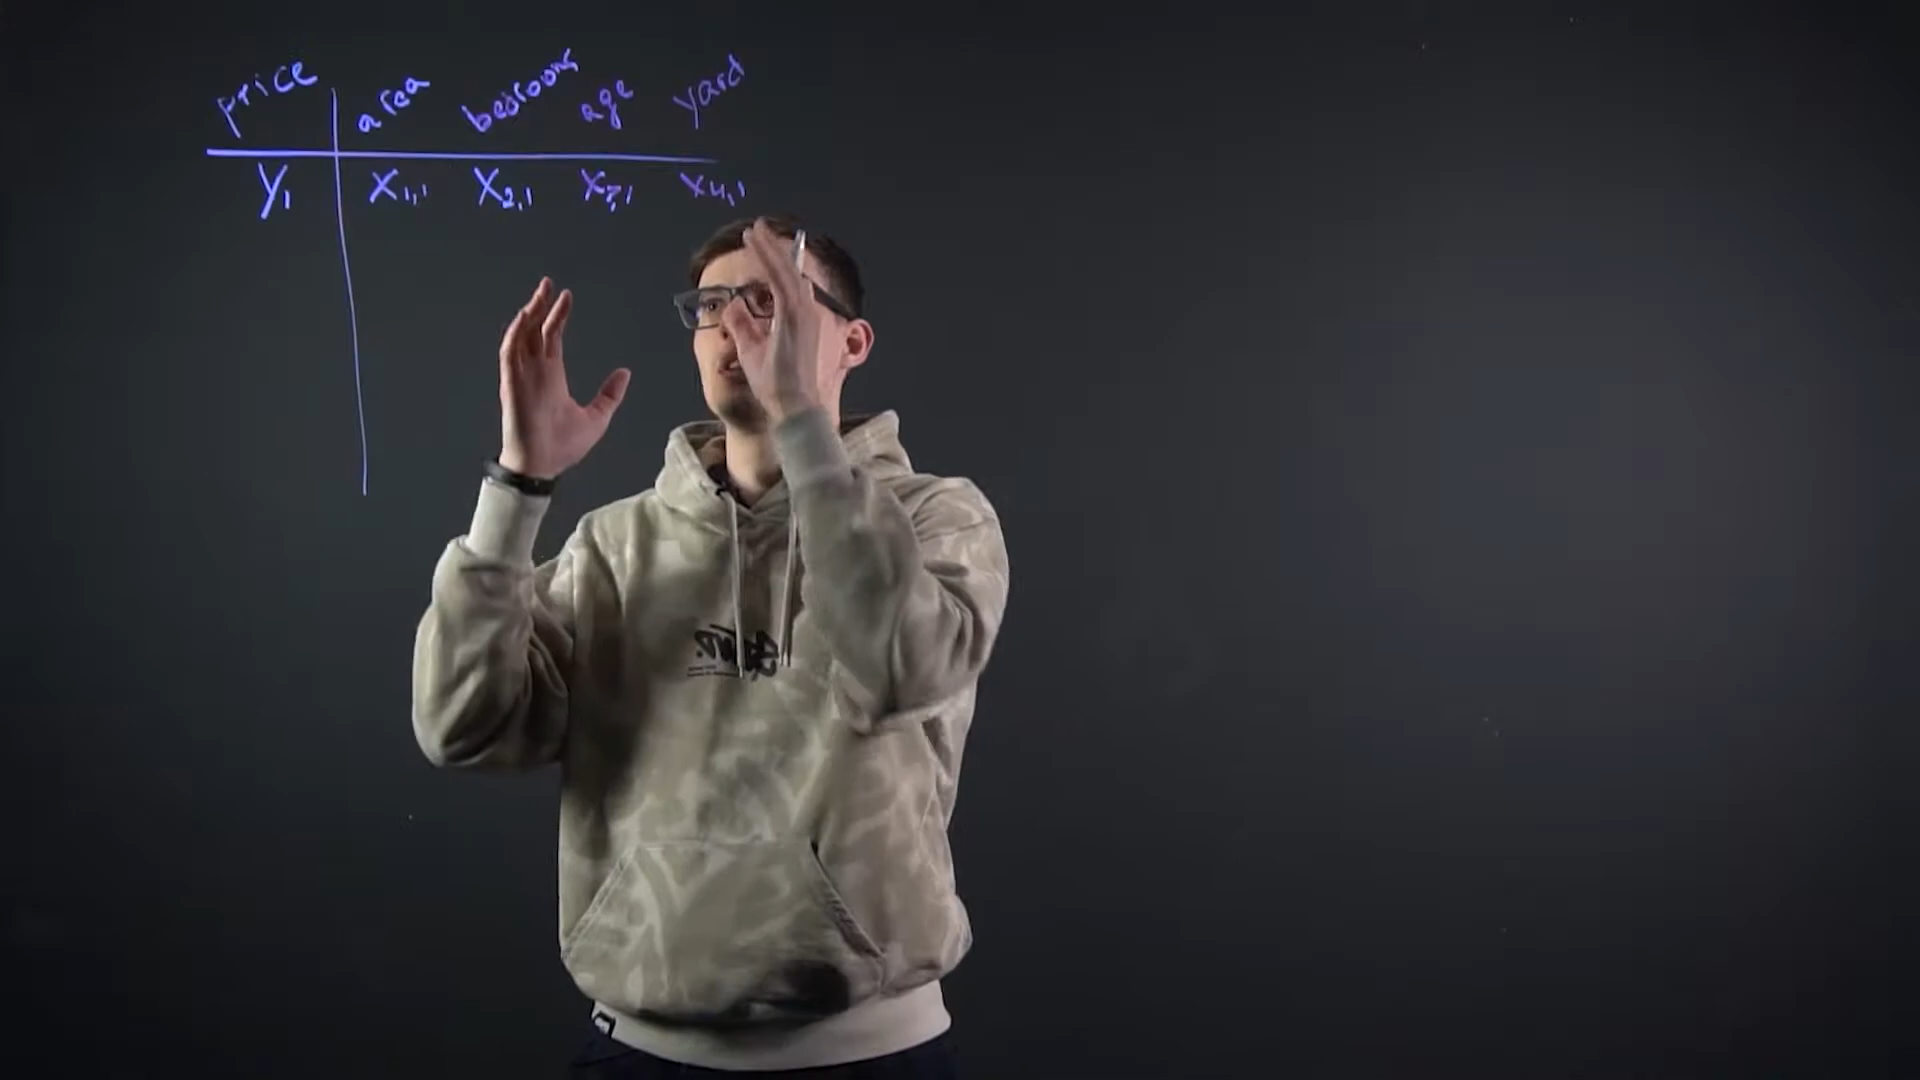 price area bedrooms age yard
y₁ x₁,₁ x₂,₁ x₃,₁ x₄,₁